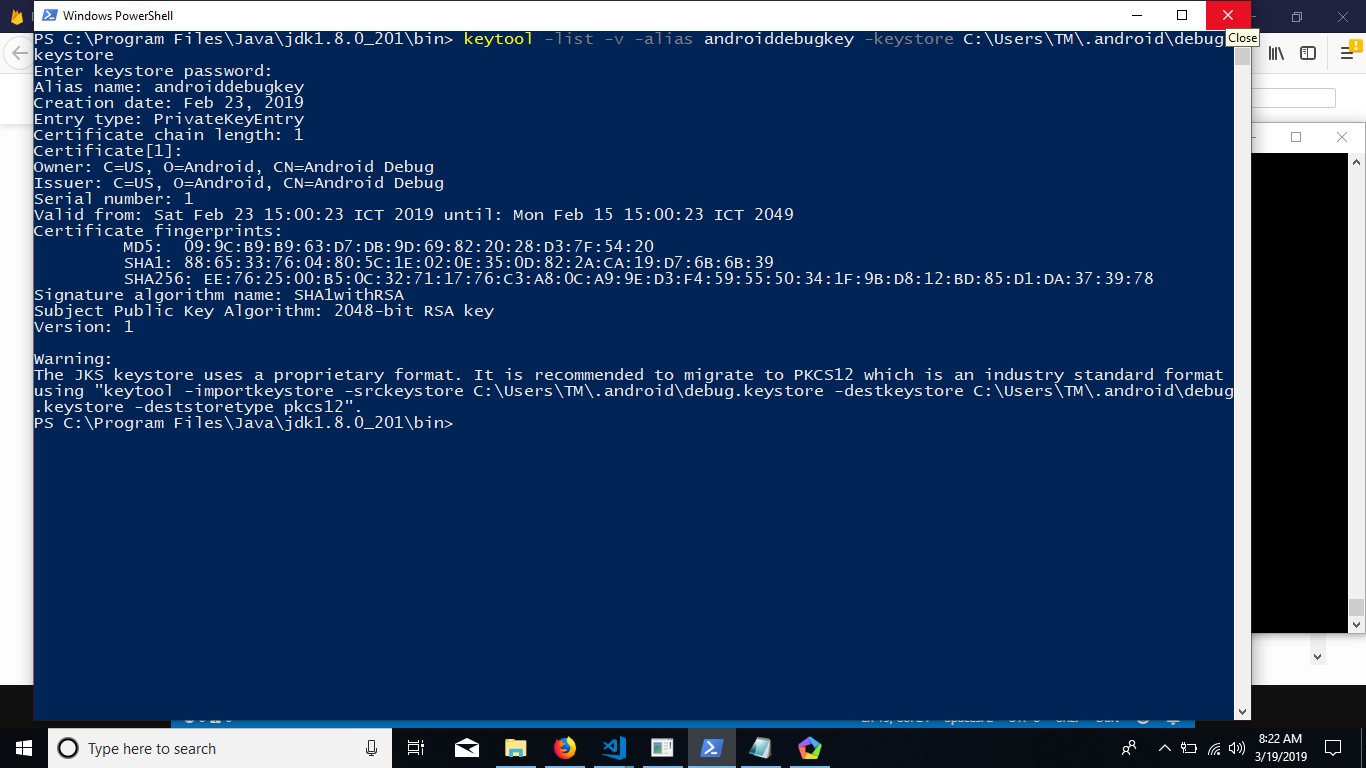 Windows PowerShell
PS C:\Program Files\Java\jdk1.8.0_201\bin> keytool -list -v -alias androiddebugkey -keystore C:\Users\TM\.android\debug
keystore
Close
Enter keystore password:
Alias name: androiddebugkey
Creation date: Feb 23, 2019
Entry type: PrivateKeyEntry
Certificate chain length: 1
Certificate[1]:
Owner: C=US, O=Android, CN=Android Debug
Issuer: C=US, O=Android, CN=Android Debug
Serial number: 1
Valid from: Sat Feb 23 15:00:23 ICT 2019 until: Mon Feb 15 15:00:23 ICT 2049
Certificate fingerprints:
MD5: 09:9C:B9:B9:63:D7:DB:9D:69:82:20:28:D3:7F:54:20
SHA1: 88:65:33:76:04:80:5C:1E:02:0E:35:0D:82:2A:CA:19:D7:6B:6B:39
SHA256: EE:76:25:00:B5:0C:32:71:17:76:C3:A8:0C:A9:9E:D3:F4:59:55:50:34:1F:9B:D8:12:BD:85:D1:DA:37:39:78
Signature algorithm name: SHA1withRSA
Subject Public Key Algorithm: 2048-bit RSA key
Version: 1
Warning:
The JKS keystore uses a proprietary format. It is recommended to migrate to PKCS12 which is an industry standard format
using "keytool -importkeystore -srckeystore C:\Users\TM\.android\debug.keystore -destkeystore C:\Users\TM\.android\debug
.keystore -deststoretype pkcs12".
PS C:\Program Files\Java\jdk1.8.0_201\bin>
Type here to search
8:22 AM
3/19/2019